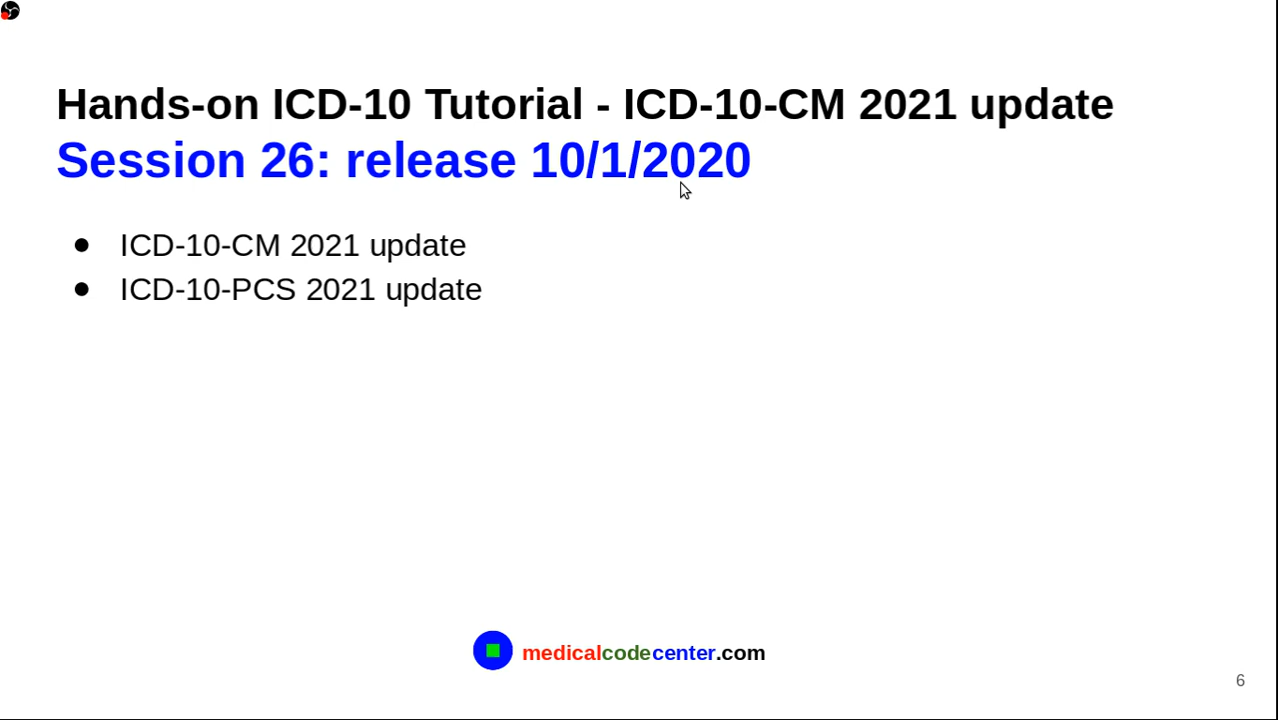 Hands-on ICD-10 Tutorial - ICD-10-CM 2021 update
Session 26: release 10/1/2020
● ICD-10-CM 2021 update
● ICD-10-PCS 2021 update
medicalcodecenter.com
6